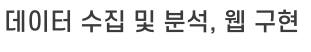 데이터 수집 및 분석, 웹 구현